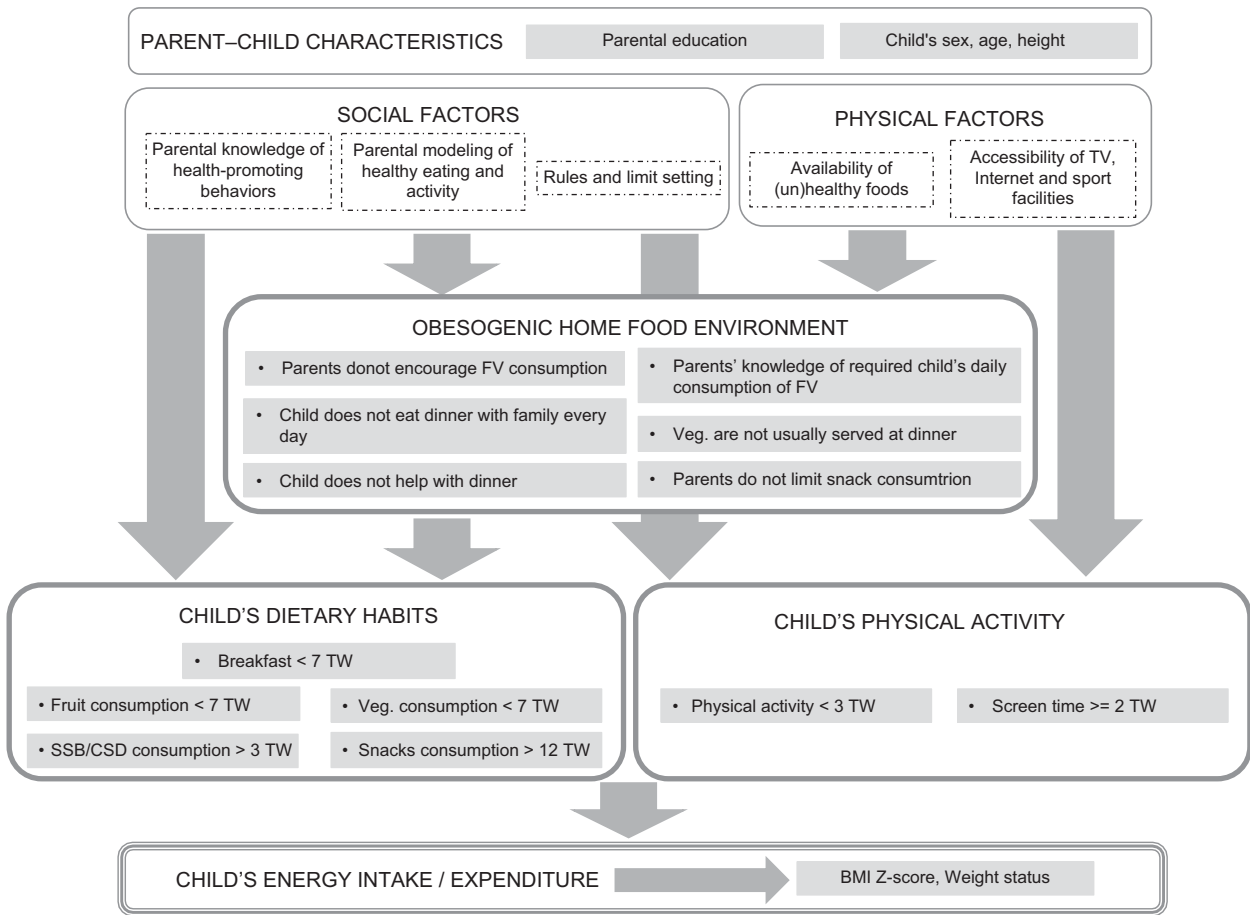 PARENT–CHILD CHARACTERISTICS
Parental education
Child's sex, age, height
SOCIAL FACTORS
Parental knowledge of
health-promoting
behaviors
Parental modeling of
healthy eating and
activity
Rules and limit setting
PHYSICAL FACTORS
Availability of
(un)healthy foods
Accessibility of TV,
Internet and sport
facilities
OBESOGENIC HOME FOOD ENVIRONMENT
• Parents donot encourage FV consumption
• Child does not eat dinner with family every
day
• Child does not help with dinner
• Parents’ knowledge of required child’s daily
consumption of FV
• Veg. are not usually served at dinner
• Parents do not limit snack consumtrion
CHILD’S DIETARY HABITS
• Breakfast < 7 TW
• Fruit consumption < 7 TW
• Veg. consumption < 7 TW
• SSB/CSD consumption > 3 TW
• Snacks consumption > 12 TW
CHILD’S PHYSICAL ACTIVITY
• Physical activity < 3 TW
• Screen time >= 2 TW
CHILD’S ENERGY INTAKE / EXPENDITURE
BMI Z-score, Weight status